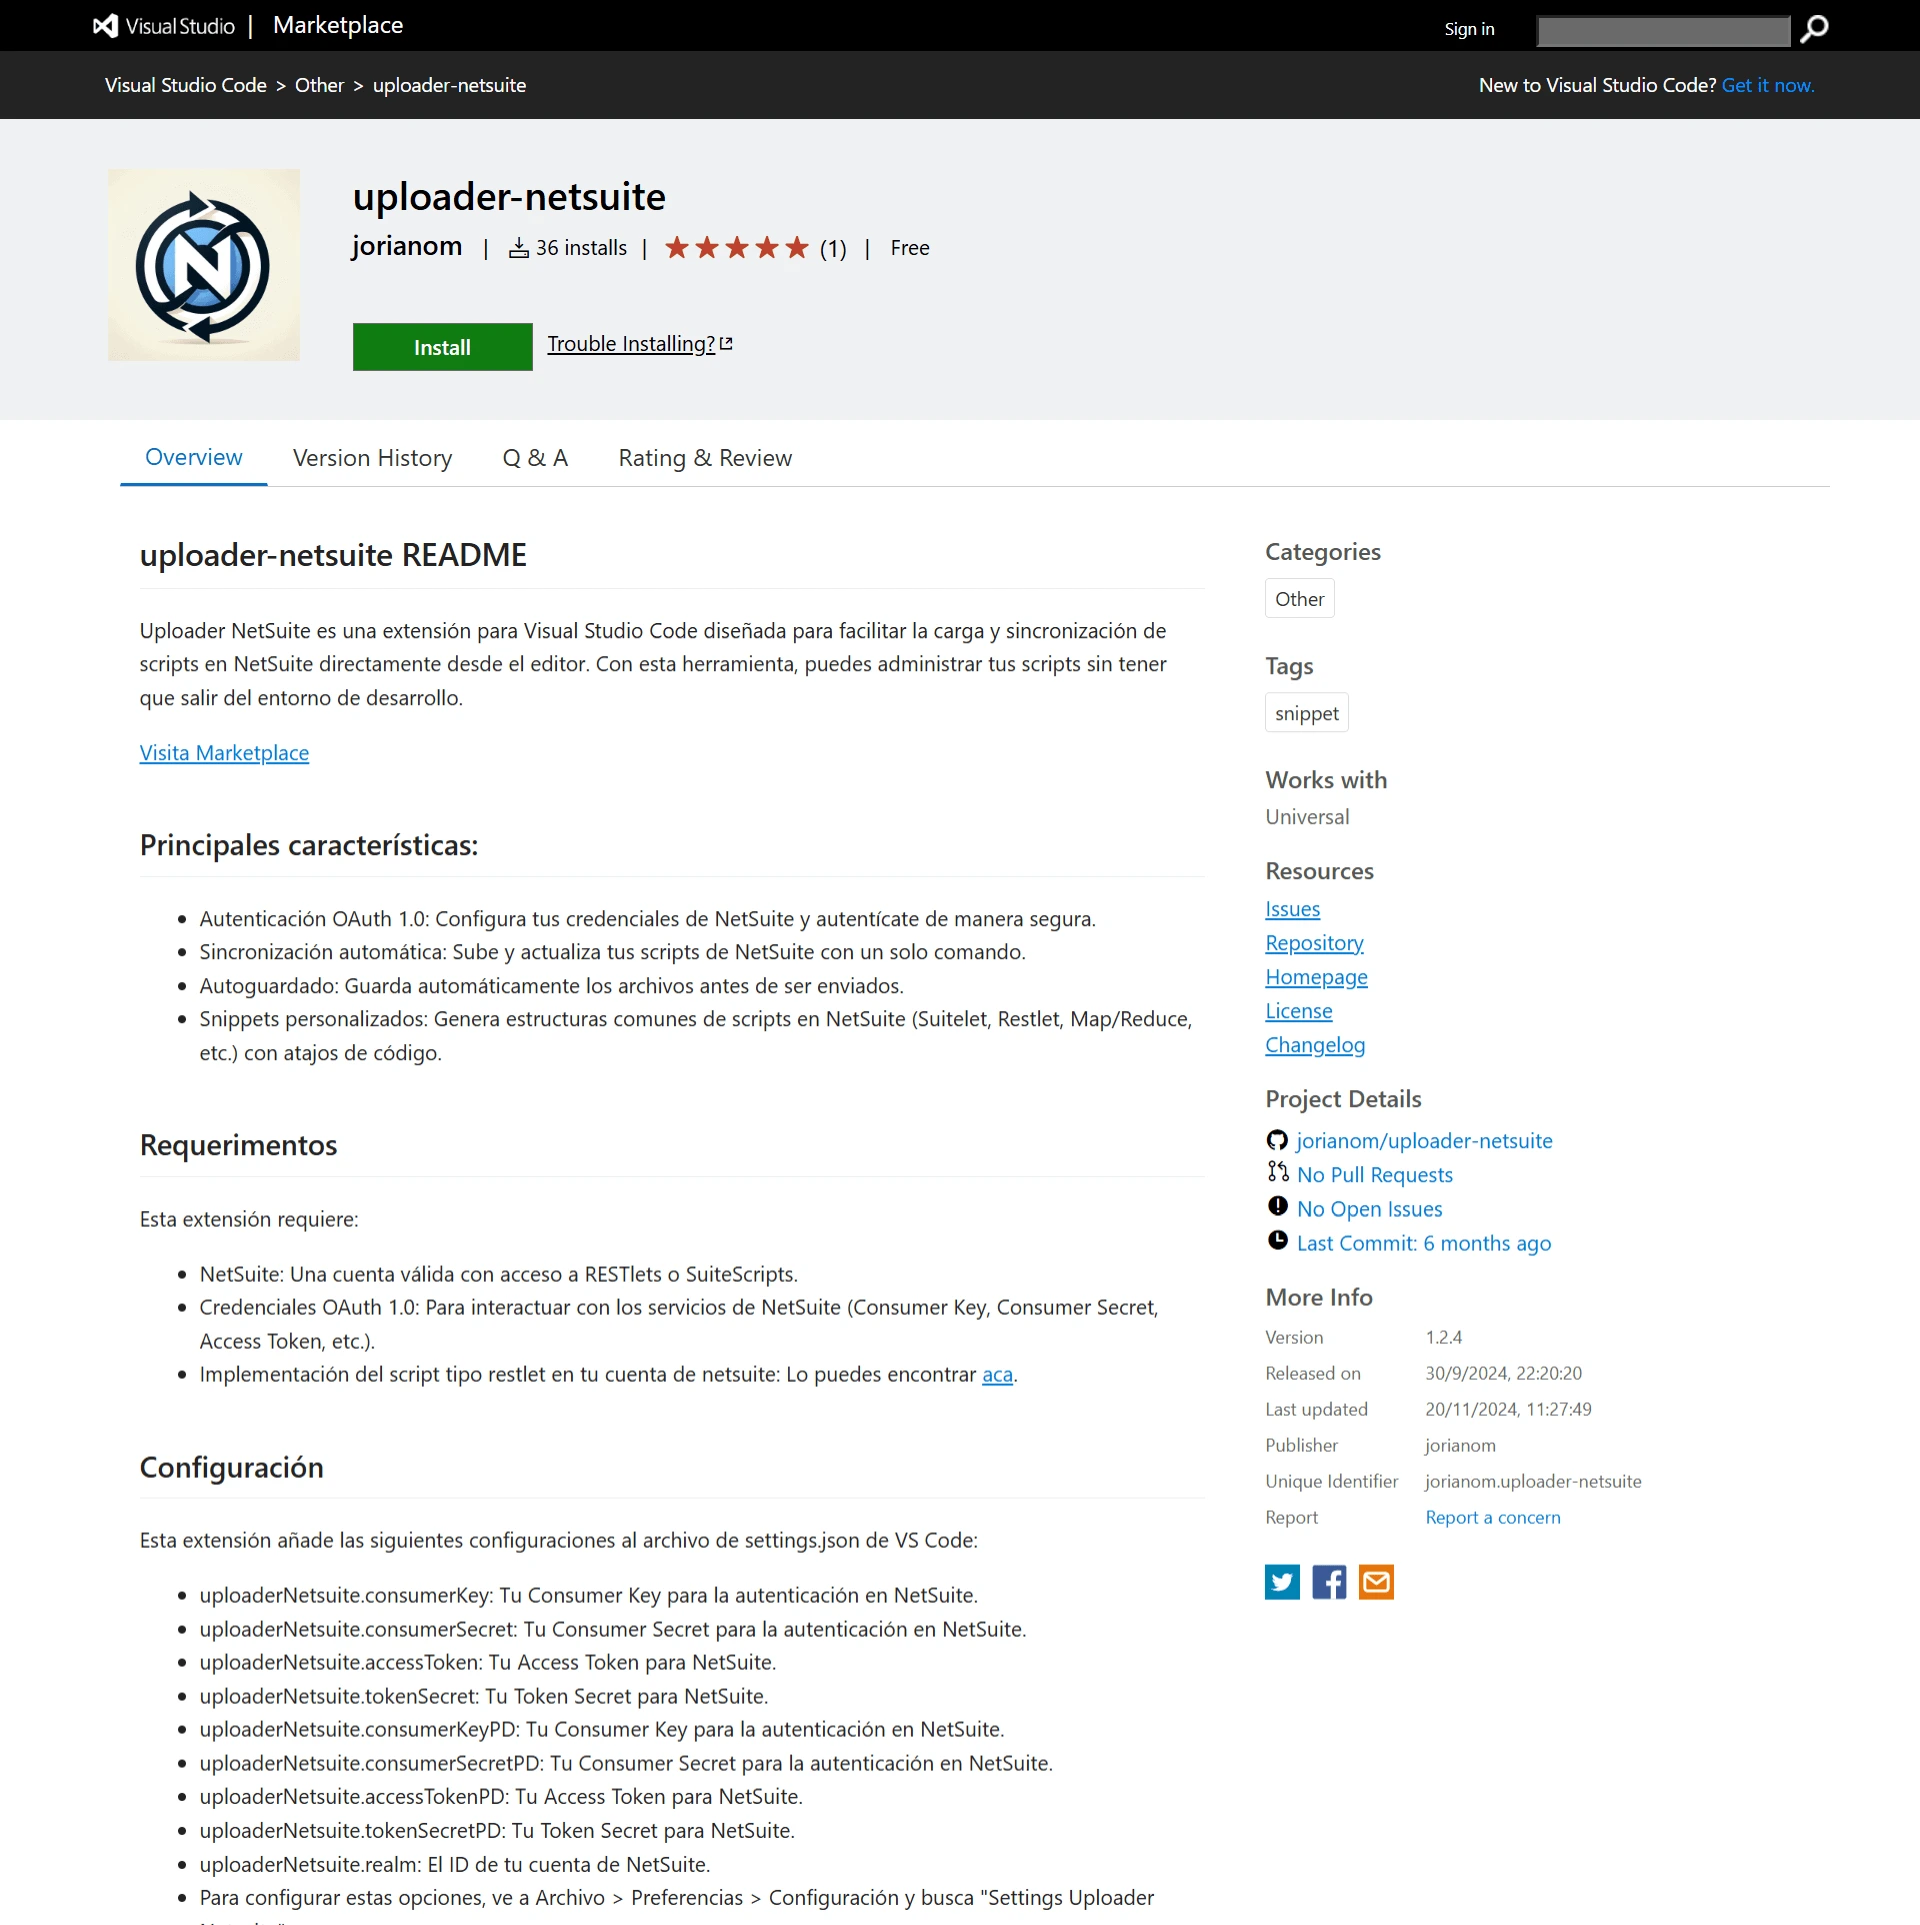 Visual Studio | Marketplace
Sign in
Visual Studio Code > Other > uploader-netsuite
New to Visual Studio Code? Get it now.
N
uploader-netsuite
jorianom | 36 installs | (1) | Free
Install
Trouble Installing?
Overview
Version History
Q & A
Rating & Review
uploader-netsuite README
Uploader NetSuite es una extensión para Visual Studio Code diseñada para facilitar la carga y sincronización de
scripts en NetSuite directamente desde el editor. Con esta herramienta, puedes administrar tus scripts sin tener
que salir del entorno de desarrollo.
Visita Marketplace
Principales características:
Autenticación OAuth 1.0: Configura tus credenciales de NetSuite y autentícate de manera segura.
Sincronización automática: Sube y actualiza tus scripts de NetSuite con un solo comando.
Autoguardado: Guarda automáticamente los archivos antes de ser enviados.
Snippets personalizados: Genera estructuras comunes de scripts en NetSuite (Suitelet, Restlet, Map/Reduce,
etc.) con atajos de código.
Requerimentos
Esta extensión requiere:
NetSuite: Una cuenta válida con acceso a RESTlets o SuiteScripts.
Credenciales OAuth 1.0: Para interactuar con los servicios de NetSuite (Consumer Key, Consumer Secret,
Access Token, etc.).
Implementación del script tipo restlet en tu cuenta de netsuite: Lo puedes encontrar aca.
Configuración
Esta extensión añade las siguientes configuraciones al archivo de settings.json de VS Code:
uploaderNetsuite.consumerKey: Tu Consumer Key para la autenticación en NetSuite.
uploaderNetsuite.consumerSecret: Tu Consumer Secret para la autenticación en NetSuite.
uploaderNetsuite.accessToken: Tu Access Token para NetSuite.
uploaderNetsuite.tokenSecret: Tu Token Secret para NetSuite.
uploaderNetsuite.consumerKeyPD: Tu Consumer Key para la autenticación en NetSuite.
uploaderNetsuite.consumerSecretPD: Tu Consumer Secret para la autenticación en NetSuite.
uploaderNetsuite.accessTokenPD: Tu Access Token para NetSuite.
uploaderNetsuite.tokenSecretPD: Tu Token Secret para NetSuite.
uploaderNetsuite.realm: El ID de tu cuenta de NetSuite.
Para configurar estas opciones, ve a Archivo > Preferencias > Configuración y busca "Settings Uploader
Categories
Other
Tags
snippet
Works with
Universal
Resources
Issues
Repository
Homepage
License
Changelog
Project Details
jorianom/uploader-netsuite
No Pull Requests
No Open Issues
Last Commit: 6 months ago
More Info
Version 1.2.4
Released on 30/9/2024, 22:20:20
Last updated 20/11/2024, 11:27:49
Publisher jorianom
Unique Identifier jorianom.uploader-netsuite
Report Report a concern